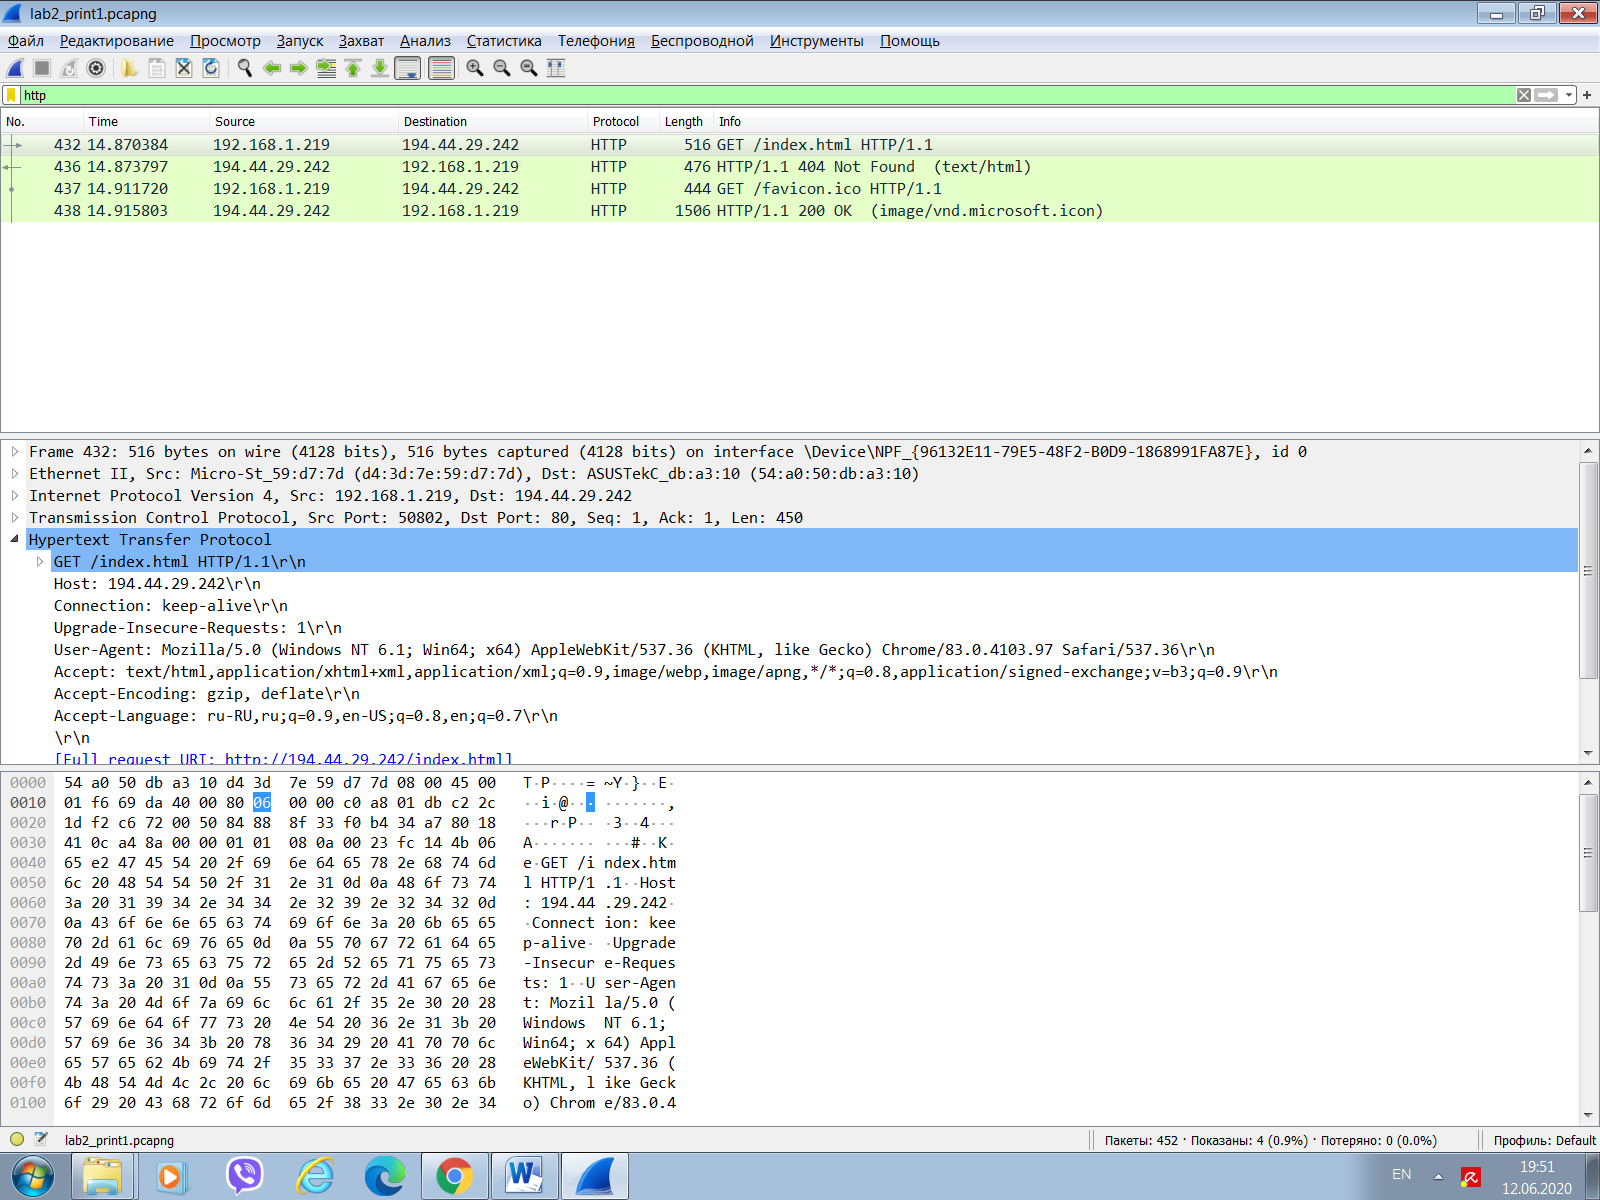 lab2_print1.pcapng
Файл Редактирование Просмотр Запуск Захват Анализ Статистика Телефония Беспроводной Инструменты Помощь
http
No. Time Source Destination Protocol Length Info
432 14.870384 192.168.1.219 194.44.29.242 HTTP 516 GET /index.html HTTP/1.1
436 14.873797 194.44.29.242 192.168.1.219 HTTP 476 HTTP/1.1 404 Not Found  (text/html)
437 14.911720 192.168.1.219 194.44.29.242 HTTP 444 GET /favicon.ico HTTP/1.1
438 14.915803 194.44.29.242 192.168.1.219 HTTP 1506 HTTP/1.1 200 OK  (image/vnd.microsoft.icon)
Frame 432: 516 bytes on wire (4128 bits), 516 bytes captured (4128 bits) on interface \Device\NPF_{96132E11-79E5-48F2-B0D9-1868991FA87E}, id 0
Ethernet II, Src: Micro-St_59:d7:7d (d4:3d:7e:59:d7:7d), Dst: ASUSTekC_db:a3:10 (54:a0:50:db:a3:10)
Internet Protocol Version 4, Src: 192.168.1.219, Dst: 194.44.29.242
Transmission Control Protocol, Src Port: 50802, Dst Port: 80, Seq: 1, Ack: 1, Len: 450
Hypertext Transfer Protocol
GET /index.html HTTP/1.1\r\n
Host: 194.44.29.242\r\n
Connection: keep-alive\r\n
Upgrade-Insecure-Requests: 1\r\n
User-Agent: Mozilla/5.0 (Windows NT 6.1; Win64; x64) AppleWebKit/537.36 (KHTML, like Gecko) Chrome/83.0.4103.97 Safari/537.36\r\n
Accept: text/html,application/xhtml+xml,application/xml;q=0.9,image/webp,image/apng,*/*;q=0.8,application/signed-exchange;v=b3;q=0.9\r\n
Accept-Encoding: gzip, deflate\r\n
Accept-Language: ru-RU,ru;q=0.9,en-US;q=0.8,en;q=0.7\r\n
\r\n
[Full request URI: http://194.44.29.242/index.html]
0000 54 a0 50 db a3 10 d4 3d 7e 59 d7 7d 08 00 45 00 T·P····= ~Y·}··E·
0010 01 f6 69 da 40 00 80 06 00 00 c0 a8 01 db c2 2c ··i·@··· ·······,
0020 1d f2 c6 72 00 50 84 88 8f 33 f0 b4 34 a7 80 18 ···r·P·· ·3··4···
0030 41 0c a4 8a 00 00 01 01 08 0a 00 23 fc 14 4b 06 A······· ···#··K·
0040 65 e2 47 45 54 20 2f 69 6e 64 65 78 2e 68 74 6d e·GET /i ndex.htm
0050 6c 20 48 54 54 50 2f 31 2e 31 0d 0a 48 6f 73 74 l HTTP/1 .1··Host
0060 3a 20 31 39 34 2e 34 34 2e 32 39 2e 32 34 32 0d : 194.44 .29.242·
0070 0a 43 6f 6e 6e 65 63 74 69 6f 6e 3a 20 6b 65 65 ·Connect ion: kee
0080 70 2d 61 6c 69 76 65 0d 0a 55 70 67 72 61 64 65 p-alive· ·Upgrade
0090 2d 49 6e 73 65 63 75 72 65 2d 52 65 71 75 65 73 -Insecur e-Reques
00a0 74 73 3a 20 31 0d 0a 55 73 65 72 2d 41 67 65 6e ts: 1··U ser-Agen
00b0 74 3a 20 4d 6f 7a 69 6c 6c 61 2f 35 2e 30 20 28 t: Mozil la/5.0 (
00c0 57 69 6e 64 6f 77 73 20 4e 54 20 36 2e 31 3b 20 Windows  NT 6.1; 
00d0 57 69 6e 36 34 3b 20 78 36 34 29 20 41 70 70 6c Win64; x 64) Appl
00e0 65 57 65 62 4b 69 74 2f 35 33 37 2e 33 36 20 28 eWebKit/ 537.36 (
00f0 4b 48 54 4d 4c 2c 20 6c 69 6b 65 20 47 65 63 6b KHTML, l ike Geck
0100 6f 29 20 43 68 72 6f 6d 65 2f 38 33 2e 30 2e 34 o) Chrom e/83.0.4
lab2_print1.pcapng Пакеты: 452 · Показаны: 4 (0.9%) · Потеряно: 0 (0.0%) Профиль: Default
EN 19:51
12.06.2020